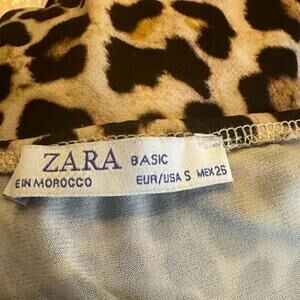 ZARA BASIC
E IN MOROCCO EUR/USA S MEX 26